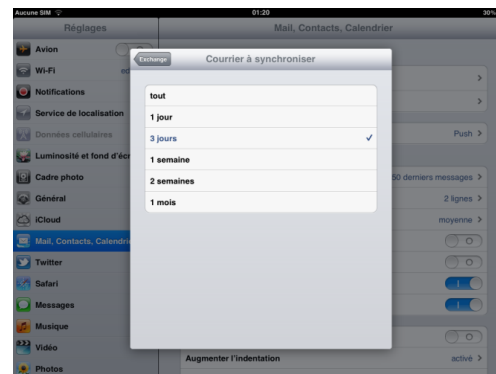 Aucune SIM 01:20 30%
Réglages
Mail, Contacts, Calendrier
Avion
Wi-Fi
Notifications
Service de localisation
Données cellulaires
Push
Luminosité et fond d'écr
Cadre photo
50 derniers messages
Général
2 lignes
iCloud
moyenne
Mail, Contacts, Calendrie
Twitter
Safari
Messages
Musique
Vidéo
Augmenter l'indentation
activé
Photos
Exchange
Courrier à synchroniser
tout
1 jour
3 jours
1 semaine
2 semaines
1 mois